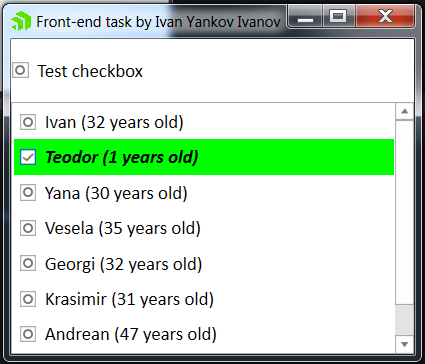 Front-end task by Ivan Yankov Ivanov
Test checkbox
Ivan (32 years old)
Teodor (1 years old)
Yana (30 years old)
Vesela (35 years old)
Georgi (32 years old)
Krasimir (31 years old)
Andrean (47 years old)